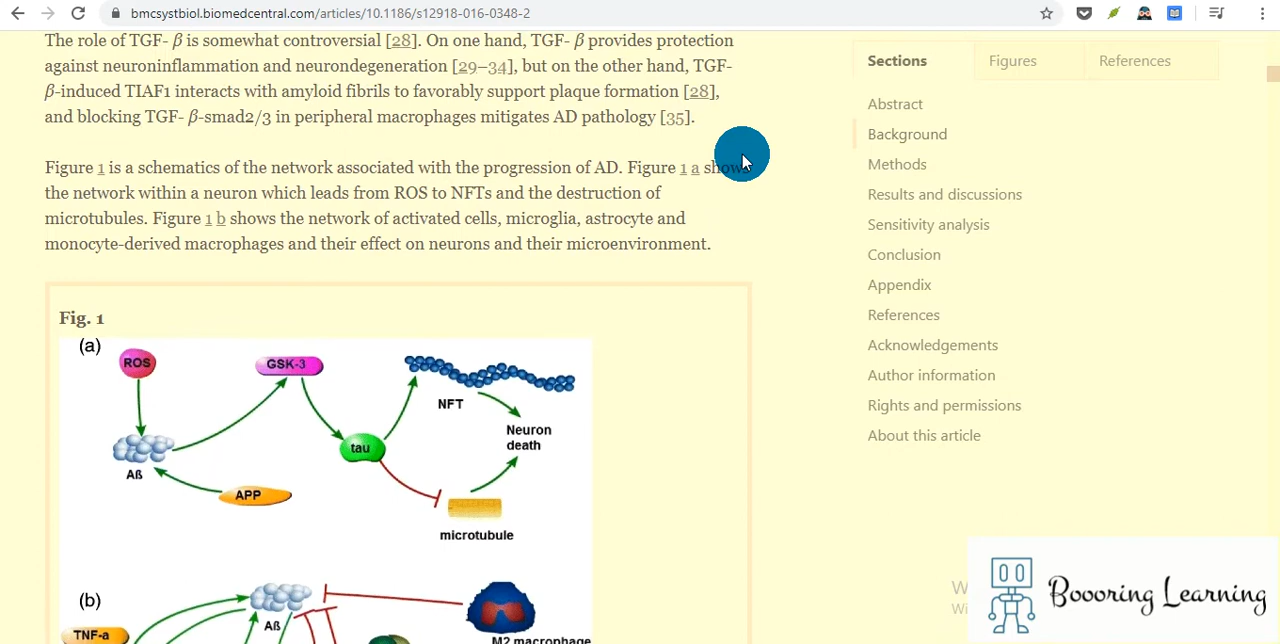 bmcsystbiol.biomedcentral.com/articles/10.1186/s12918-016-0348-2
The role of TGF- β is somewhat controversial [28]. On one hand, TGF- β provides protection
against neuroinflammation and neurondegeneration [29–34], but on the other hand, TGF-
β-induced TIAF1 interacts with amyloid fibrils to favorably support plaque formation [28],
and blocking TGF- β-smad2/3 in peripheral macrophages mitigates AD pathology [35].
Figure 1 is a schematics of the network associated with the progression of AD. Figure 1 a shows
the network within a neuron which leads from ROS to NFTs and the destruction of
microtubules. Figure 1 b shows the network of activated cells, microglia, astrocyte and
monocyte-derived macrophages and their effect on neurons and their microenvironment.
Fig. 1
(a)
ROS
GSK-3
NFT
Neuron
death
tau
Aß
APP
microtubule
(b)
Aß
TNF-a
M2 macrophage
Sections
Figures
References
Abstract
Background
Methods
Results and discussions
Sensitivity analysis
Conclusion
Appendix
References
Acknowledgements
Author information
Rights and permissions
About this article
Boooring Learning